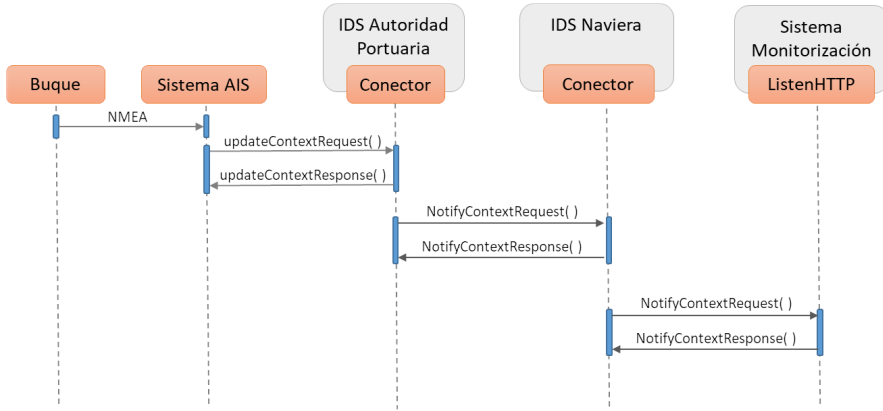 IDS Autoridad
Portuaria
IDS Naviera
Sistema
Monitorización
Buque
Sistema AIS
Conector
Conector
ListenHTTP
NMEA
updateContextRequest( )
updateContextResponse( )
NotifyContextRequest( )
NotifyContextResponse( )
NotifyContextRequest( )
NotifyContextResponse( )